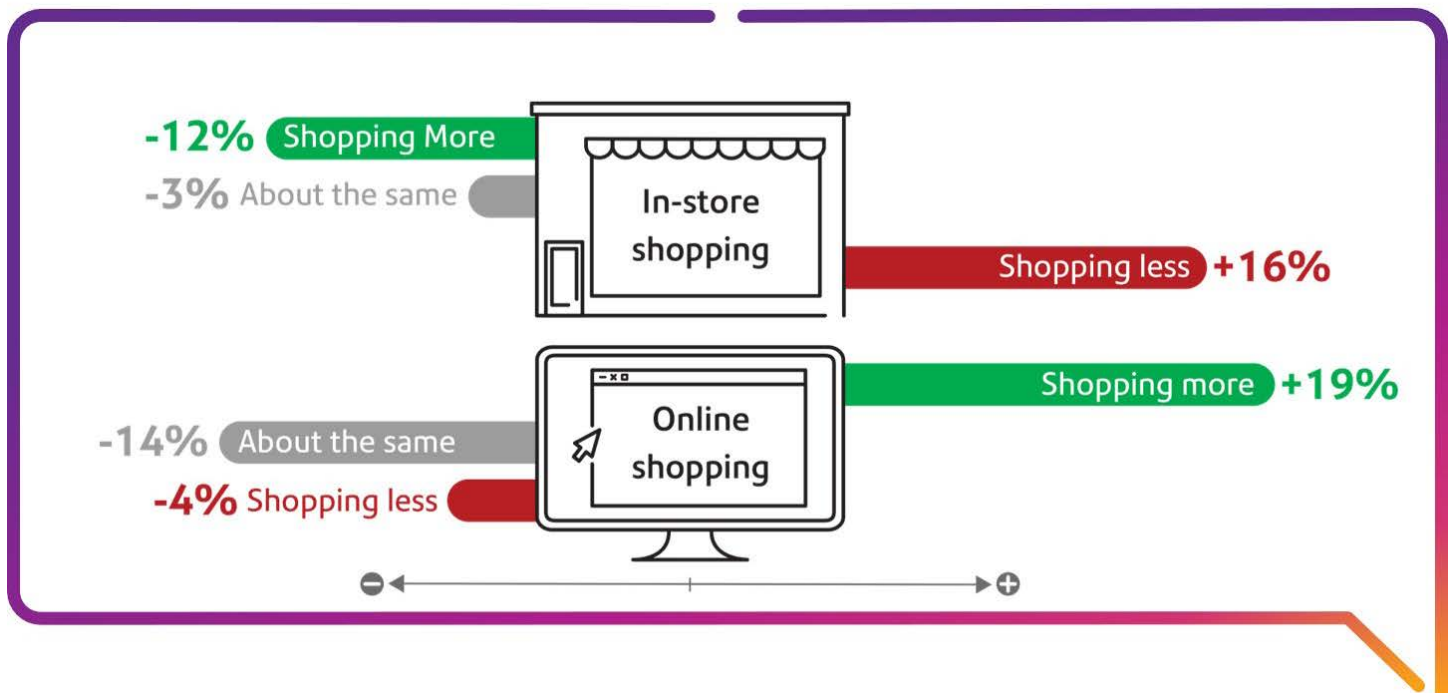 -12% Shopping More
-3% About the same
In-store
shopping
Shopping less +16%
Shopping more +19%
Online
shopping
-14% About the same
-4% Shopping less